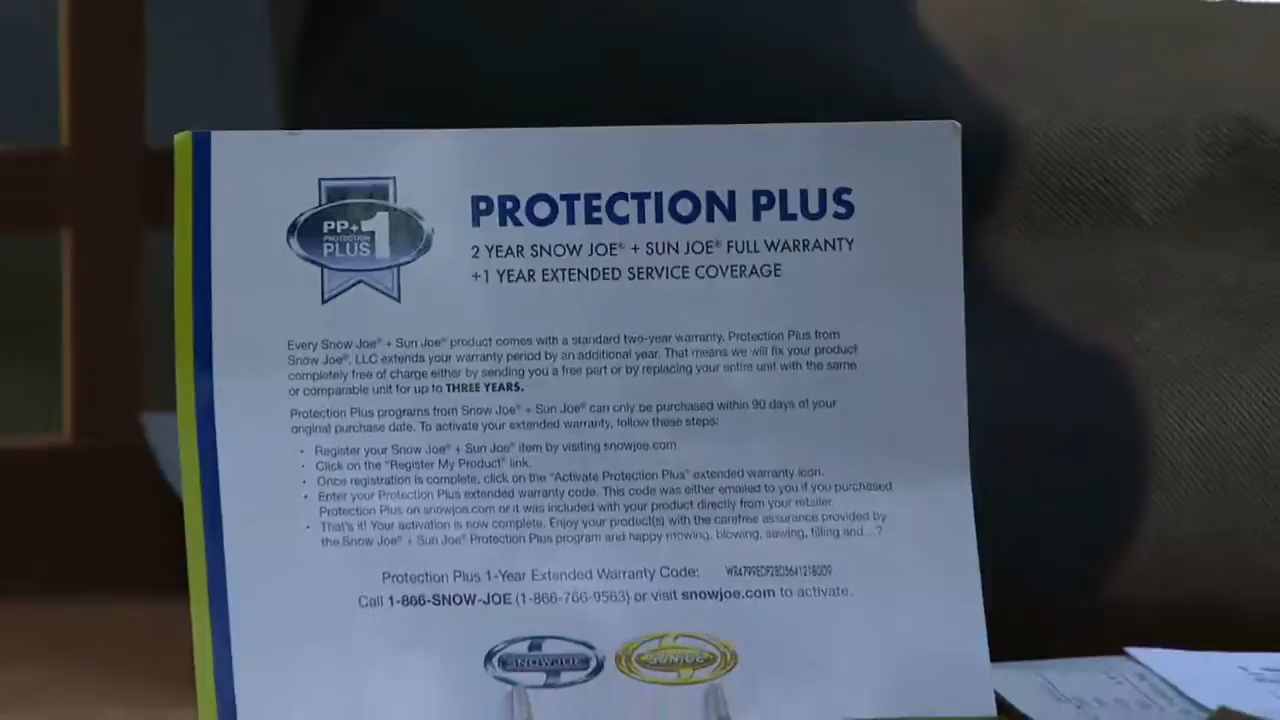 PP+1
PROTECTION
PLUS
PROTECTION PLUS
2 YEAR SNOW JOE® + SUN JOE® FULL WARRANTY
+1 YEAR EXTENDED SERVICE COVERAGE
Every Snow Joe® + Sun Joe® product comes with a standard two-year warranty. Protection Plus from
Snow Joe®, LLC extends your warranty period by an additional year. That means we will fix your product
completely free of charge either by sending you a free part or by replacing your entire unit with the same
or comparable unit for up to THREE YEARS.
Protection Plus programs from Snow Joe® + Sun Joe® can only be purchased within 90 days of your
original purchase date. To activate your extended warranty, follow these steps:
• Register your Snow Joe® + Sun Joe® item by visiting snowjoe.com
• Click on the "Register My Product" link.
• Once registration is complete, click on the "Activate Protection Plus" extended warranty icon.
• Enter your Protection Plus extended warranty code. This code was either emailed to you if you purchased
Protection Plus on snowjoe.com or it was included with your product directly from your retailer.
• That's it! Your activation is now complete. Enjoy your product(s) with the carefree assurance provided by
the Snow Joe® + Sun Joe® Protection Plus program and happy mowing, blowing, sawing, tilling and...?
Protection Plus 1-Year Extended Warranty Code:
Call 1-866-SNOW-JOE (1-866-766-9563) or visit snowjoe.com to activate.
SNOWJOE SUNJOE